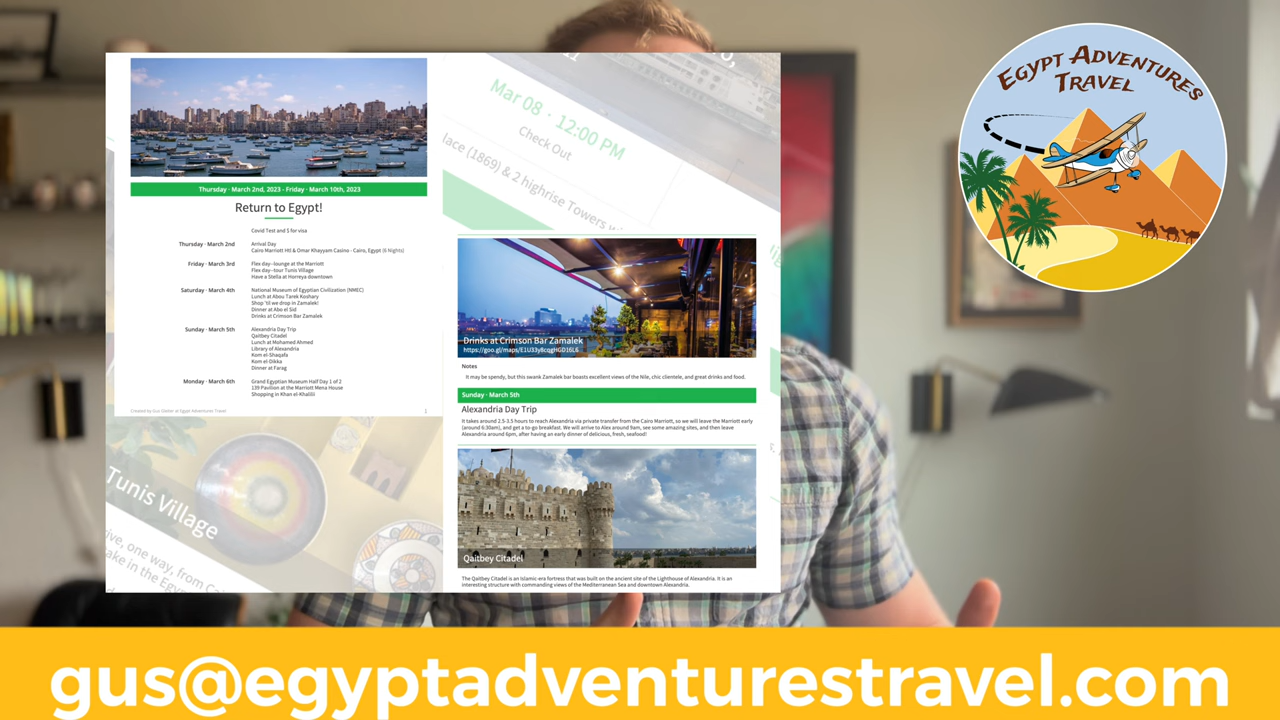 Thursday · March 2nd, 2023 - Friday · March 10th, 2023
Return to Egypt!
Covid Test and $ for visa
Thursday · March 2nd
Arrival Day
Cairo Marriott Htl & Omar Khayyam Casino - Cairo, Egypt (6 Nights)
Friday · March 3rd
Flex day--lounge at the Marriott
Flex day--tour Tunis Village
Have a Stella at Horreya downtown
Saturday · March 4th
National Museum of Egyptian Civilization (NMEC)
Lunch at Abou Tarek Koshary
Shop 'til we drop in Zamalek!
Dinner at Abo el Sid
Drinks at Crimson Bar Zamalek
Sunday · March 5th
Alexandria Day Trip
Qaitbey Citadel
Lunch at Mohamed Ahmed
Library of Alexandria
Kom el-Shaqafa
Kom el-Dikka
Dinner at Farag
Monday · March 6th
Grand Egyptian Museum Half Day 1 of 2
139 Pavilion at the Marriott Mena House
Shopping in Khan el-Khalili
Tunis Village
ive, one way, from
ake in the Egyp
Mar 08 · 12:00 PM
Check Out
lace (1869) & 2 highrise Towers
Drinks at Crimson Bar Zamalek
Notes
It may be spendy, but this swank Zamalek bar boasts excellent views of the Nile, chic clientele, and great drinks and food.
Sunday · March 5th
Alexandria Day Trip
It takes around 2.5-3.5 hours to reach Alexandria via private transfer from the Cairo Marriott, so we will leave the Marriott early
(around 6:30am), and get a to-go breakfast. We will arrive to Alex around 9am, see some amazing sites, and then leave
Alexandria around 5pm, after having an early dinner of delicious, fresh, seafood!
Qaitbey Citadel
The Qaitbey Citadel is an Islamic-era fortress that was built on the ancient site of the Lighthouse of Alexandria. It is an
interesting structure with commanding views of the Mediterranean Sea and downtown Alexandria.
EGYPT ADVENTURES
TRAVEL
gus@egyptadventurestravel.com